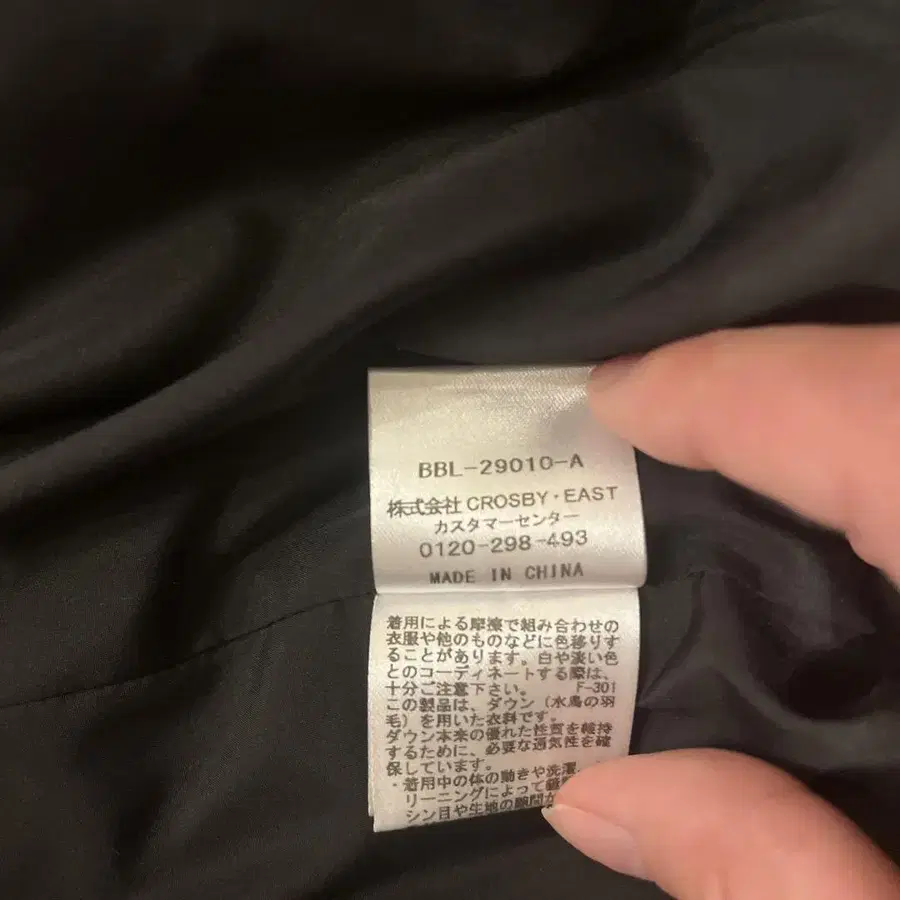 BBL-29010-A
株式会社 CROSBY・EAST
カスタマーセンター
0120-298-493
MADE IN CHINA
着用による摩擦で組み合わせの
衣服や他のものなどに色移りす
ることがあります。白や淡い色
とのコーディネートする際は、
十分ご注意下さい。 F-301
この製品は、ダウン（水鳥の羽
毛）を用いた衣料です。
ダウン本来の優れた性質を維持
するために、必要な通気性を確
保しています。
・着用中の体の動きや洗濯、
リーニングによって
シン目や生地の隙間か